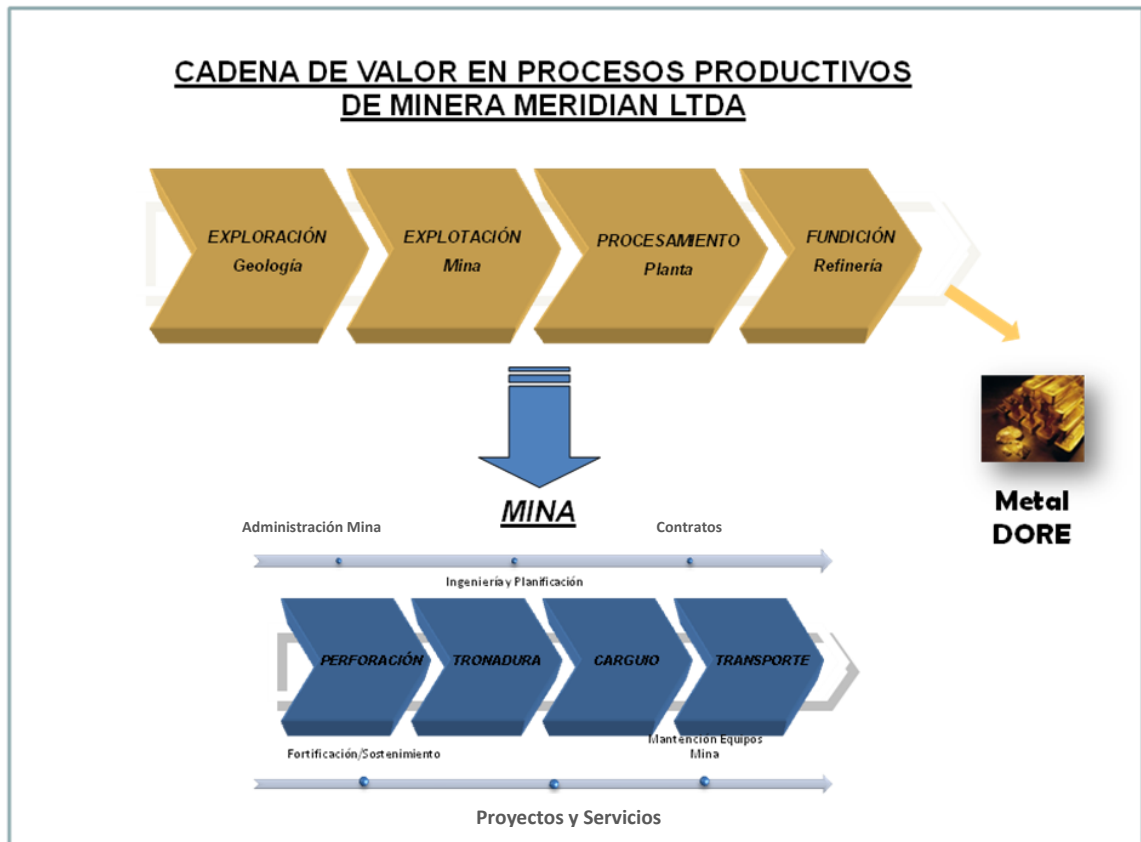 CADENA DE VALOR EN PROCESOS PRODUCTIVOS
DE MINERA MERIDIAN LTDA
EXPLORACIÓN
Geología
EXPLOTACIÓN
Mina
PROCESAMIENTO
Planta
FUNDICIÓN
Refinería
Metal
DORE
MINA
Administración Mina
Contratos
Ingeniería y Planificación
PERFORACIÓN
TRONADURA
CARGUIO
TRANSPORTE
Fortificación/Sostenimiento
Mantención Equipos
Mina
Proyectos y Servicios